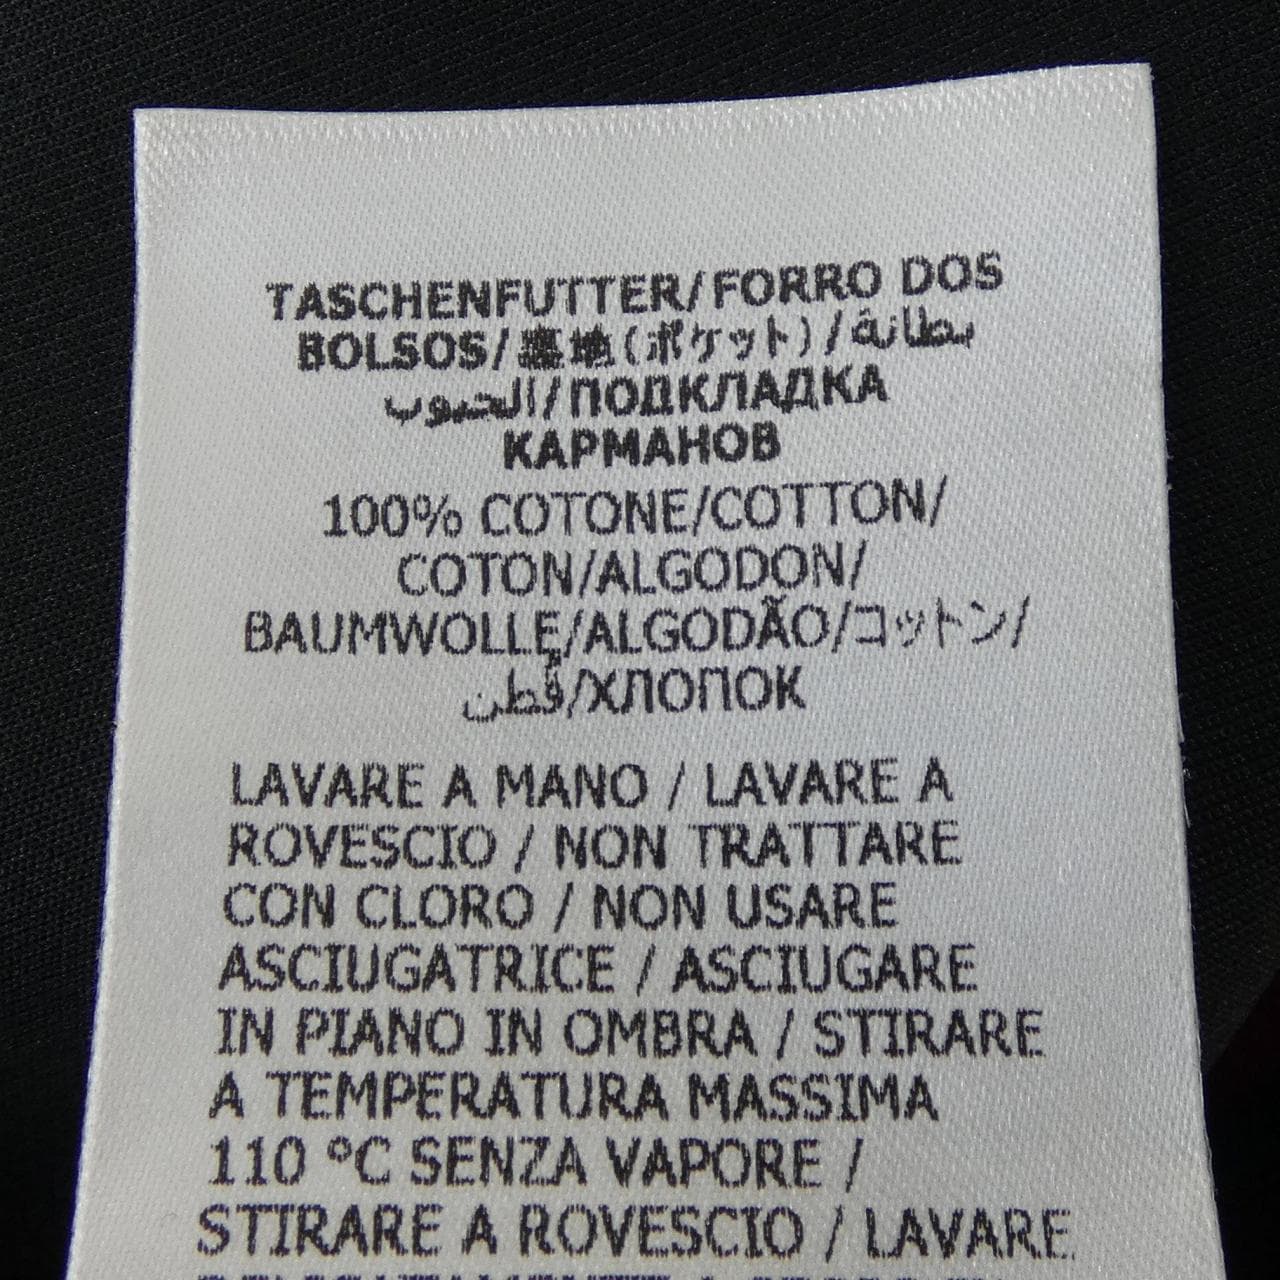 TASCHENFUTTER/FORRO DOS
BOLSOS/裏地(ポケット)/بطانة
الجيوب/ПОДКЛАДКА
КАРМАНОВ
100% COTONE/COTTON/
COTON/ALGODON/
BAUMWOLLE/ALGODÃO/コットン/
قُطن/ХЛОПОК
LAVARE A MANO / LAVARE A
ROVESCIO / NON TRATTARE
CON CLORO / NON USARE
ASCIUGATRICE / ASCIUGARE
IN PIANO IN OMBRA / STIRARE
A TEMPERATURA MASSIMA
110 °C SENZA VAPORE /
STIRARE A ROVESCIO / LAVARE